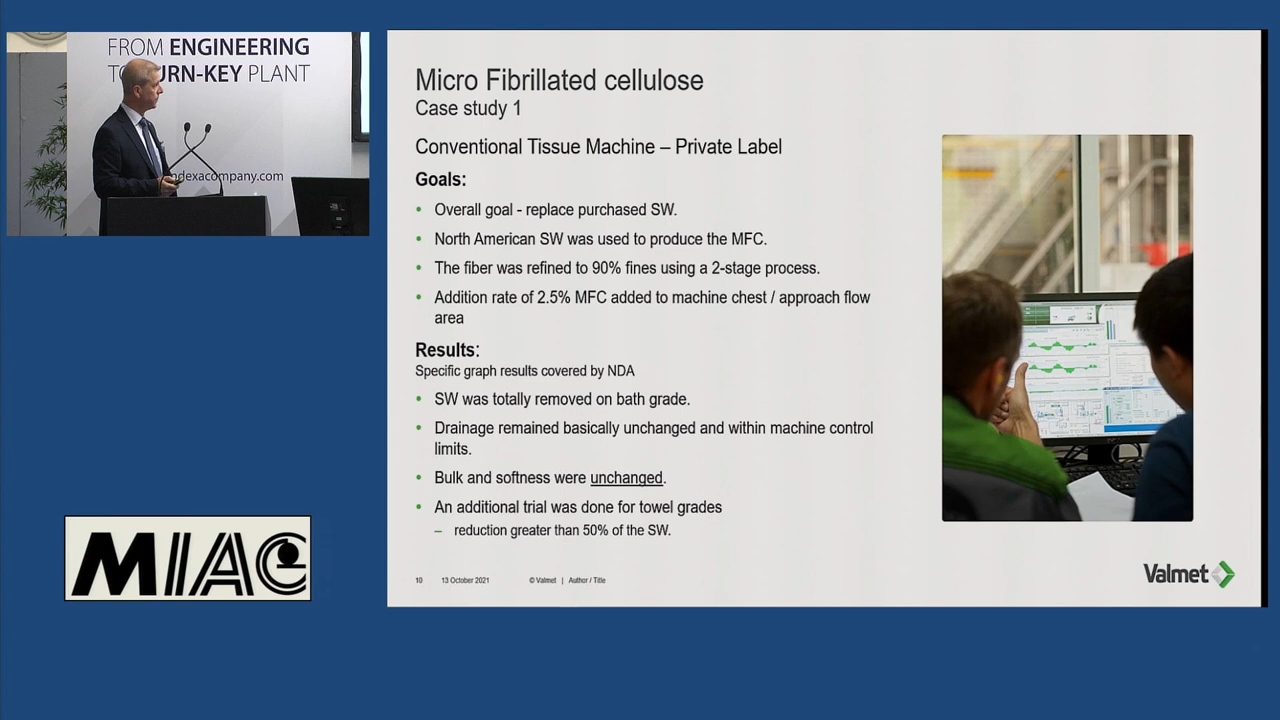 FROM ENGINEERING
TO TURN-KEY PLANT
ndexacompany.com
MIAC
Micro Fibrillated cellulose
Case study 1
Conventional Tissue Machine – Private Label
Goals:
• Overall goal - replace purchased SW.
• North American SW was used to produce the MFC.
• The fiber was refined to 90% fines using a 2-stage process.
• Addition rate of 2.5% MFC added to machine chest / approach flow
area
Results:
Specific graph results covered by NDA
• SW was totally removed on bath grade.
• Drainage remained basically unchanged and within machine control
limits.
• Bulk and softness were unchanged.
• An additional trial was done for towel grades
– reduction greater than 50% of the SW.
10 13 October 2021 © Valmet | Author / Title
Valmet